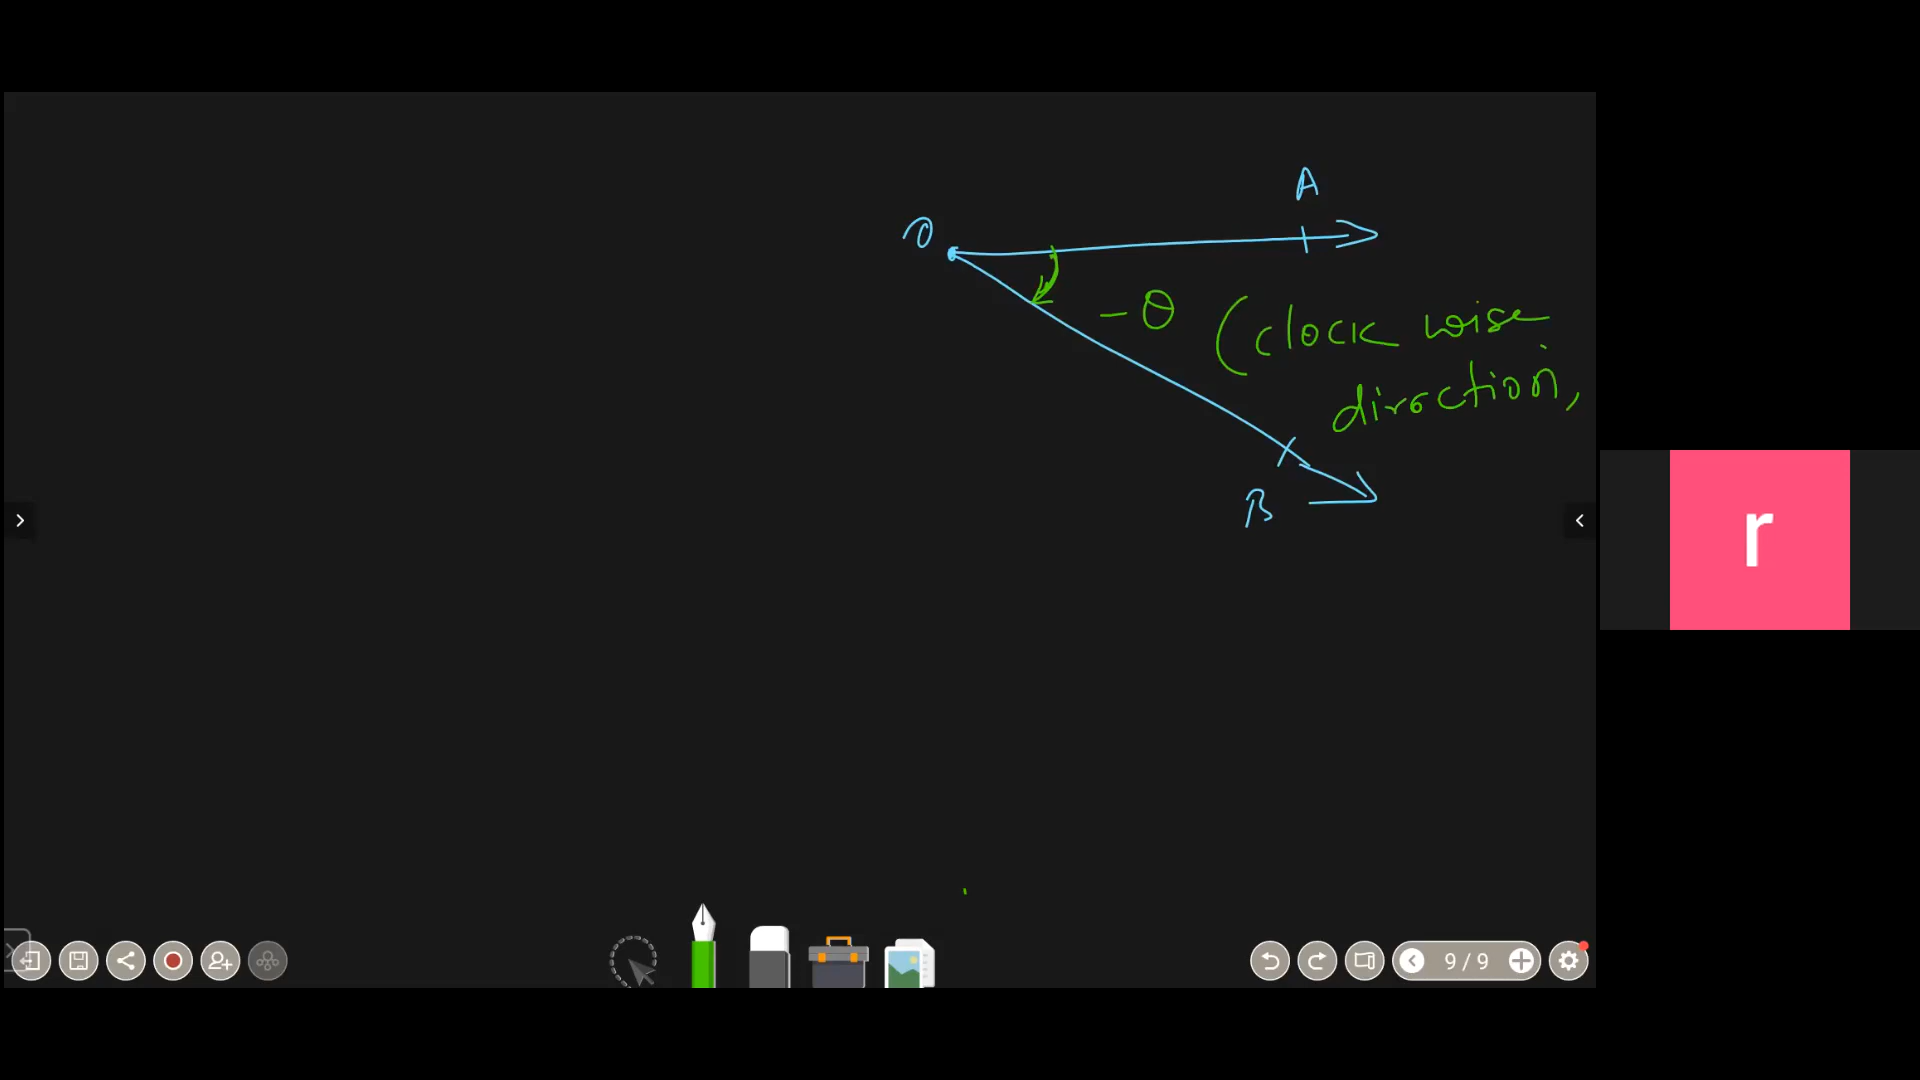 A
O
-θ (clock wise
direction,
B
r
9 / 9